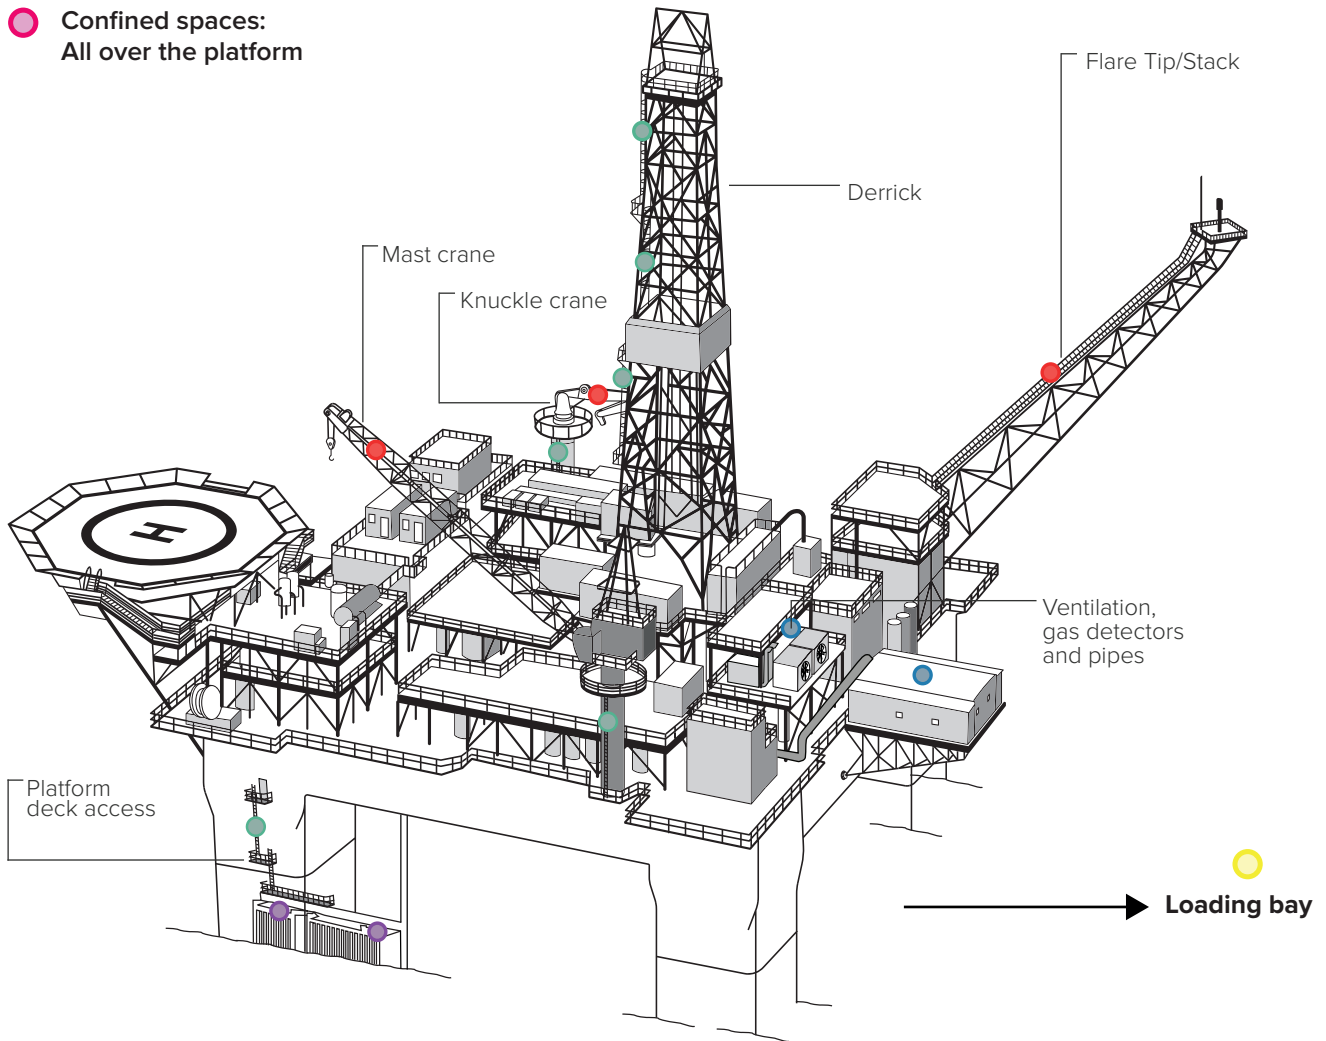 Confined spaces:
All over the platform
Flare Tip/Stack
Derrick
Mast crane
Knuckle crane
H
Ventilation,
gas detectors
and pipes
Platform
deck access
Loading bay